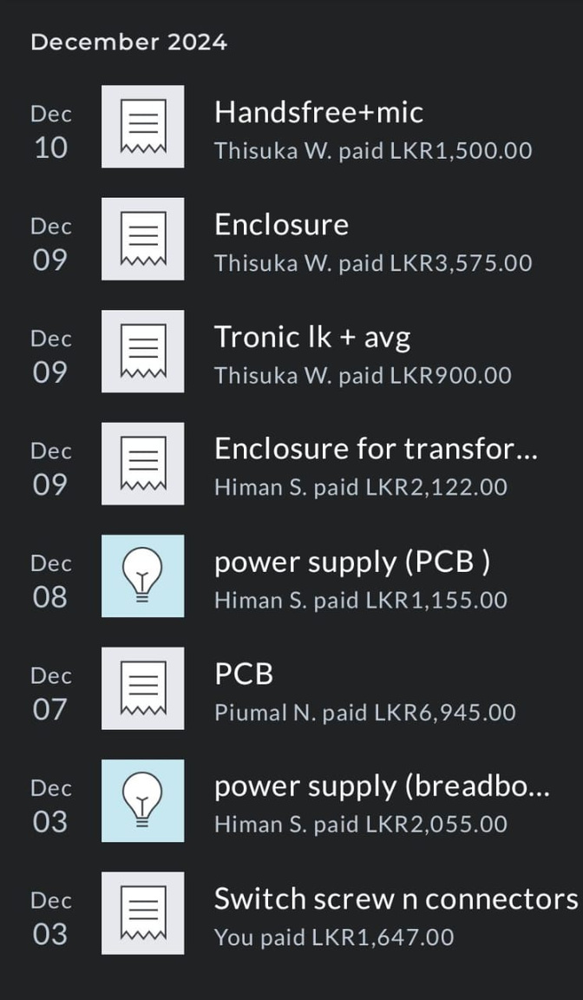 December 2024
Dec
10
Handsfree+mic
Thisuka W. paid LKR1,500.00
Dec
09
Enclosure
Thisuka W. paid LKR3,575.00
Dec
09
Tronic lk + avg
Thisuka W. paid LKR900.00
Dec
09
Enclosure for transfor...
Himan S. paid LKR2,122.00
Dec
08
power supply (PCB )
Himan S. paid LKR1,155.00
Dec
07
PCB
Piumal N. paid LKR6,945.00
Dec
03
power supply (breadbo...
Himan S. paid LKR2,055.00
Dec
03
Switch screw n connectors
You paid LKR1,647.00